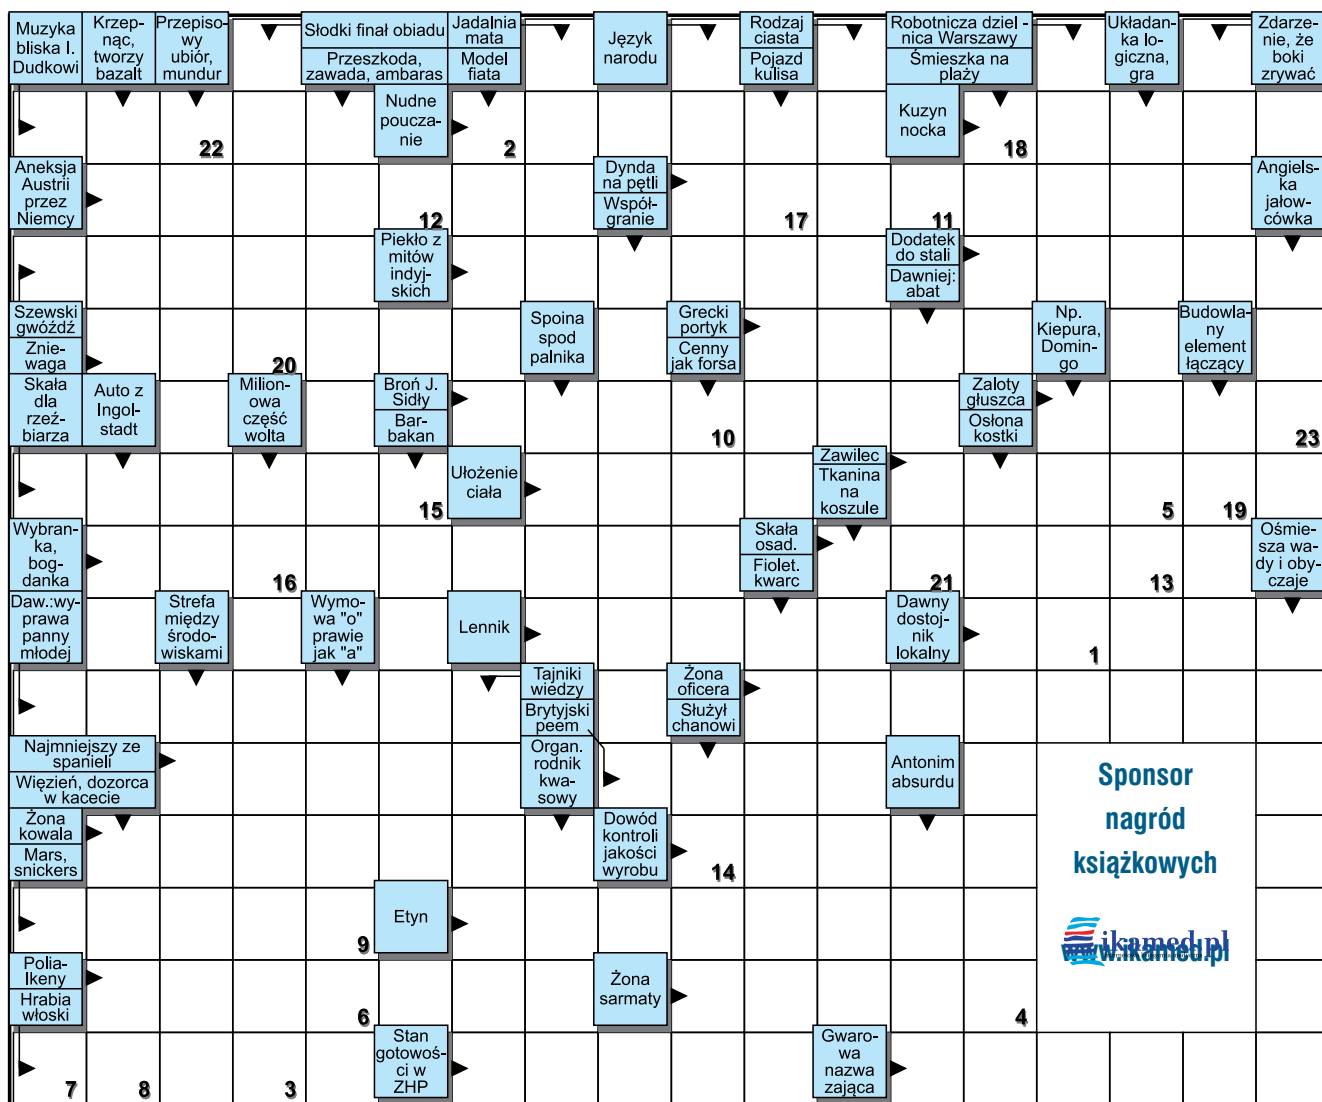 Muzyka
bliska I.
Dudkowi
Krzep-
nąc,
tworzy
bazalt
Przepiso-
wy
ubiór,
mundur
Słodki finał obiadu
Przeszkoda,
zawada, ambaras
Jadalnia
mata
Model
fiata
Język
narodu
Rodzaj
ciasta
Pojazd
kulisa
Robotnicza dziel -
nica Warszawy
Śmieszka na
plaży
Układan-
ka lo-
giczna,
gra
Zdarze-
nie, że
boki
zrywać
22
Nudne
poucza-
nie
2
Kuzyn
nocka
18
Aneksja
Austrii
przez
Niemcy
12
Dynda
na pętli
Współ-
granie
17
11
Angiels-
ka
jałow-
cówka
Piekło z
mitów
indyj-
skich
Dodatek
do stali
Dawniej:
abat
Szewski
gwóźdź
Znie-
waga
20
Spoina
spod
palnika
Grecki
portyk
Cenny
jak forsa
Np.
Kiepura,
Domin-
go
Budowla-
ny
element
łączący
Skała
dla
rzeź-
biarza
Auto z
Ingol-
stadt
Milion-
owa
część
wolta
Broń J.
Sidły
Bar-
bakan
10
Zaloty
głuszca
Osłona
kostki
23
15
Ułożenie
ciała
Zawilec
Tkanina
na
koszule
5
19
Wybran-
ka,
bog-
danka
16
Skała
osad.
Fiolet.
kwarc
21
13
Ośmie-
sza wa-
dy i oby-
czaje
Daw.:wy-
prawa
panny
młodej
Strefa
między
środo-
wiskami
Wymo-
wa "o"
prawie
jak "a"
Lennik
Dawny
dostoj-
nik
lokalny
1
Tajniki
wiedzy
Brytyjski
peem
Organ.
rodnik
kwa-
sowy
Żona
oficera
Służył
chanowi
Najmniejszy ze
spanieli
Więzień, dozorca
w kacecie
Antonim
absurdu
Sponsor
nagród
książkowych
ikamed.pl
www.ikamed.pl
Żona
kowala
Mars,
snickers
Dowód
kontroli
jakości
wyrobu
14
9
Etyn
Polia-
Ikeny
Hrabia
włoski
6
Żona
sarmaty
4
7
8
3
Stan
gotowoś-
ci w
ZHP
Gwaro-
wa
nazwa
zająca